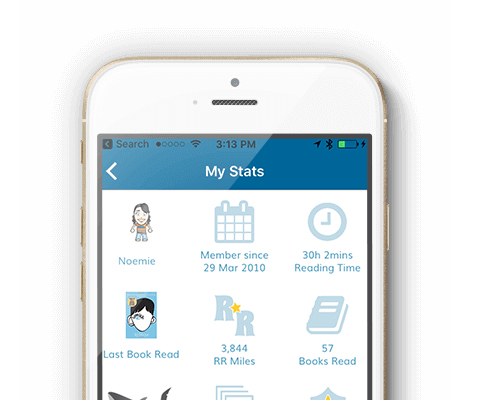 Search 3:13 PM
My Stats
Noemie
Member since
29 Mar 2010
30h 2mins
Reading Time
Last Book Read
RR
3,844
RR Miles
57
Books Read